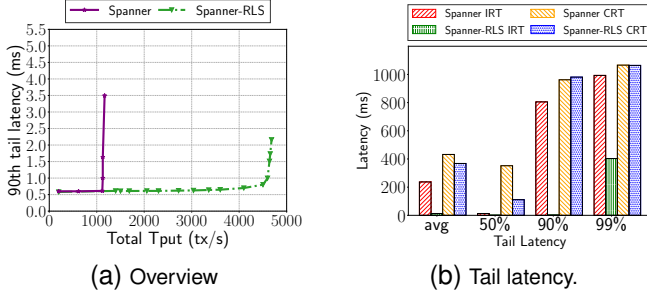 Spanner Spanner-RLS
90th tail latency (ms)
5.5
5.0
4.5
4.0
3.5
3.0
2.5
2.0
1.5
1.0
0.5
0.0
0 1000 2000 3000 4000 5000
Total Tput (tx/s)
(a) Overview
Spanner IRT Spanner CRT
Spanner-RLS IRT Spanner-RLS CRT
Latency (ms)
1000
800
600
400
200
0
avg 50% 90% 99%
Tail Latency
(b) Tail latency.